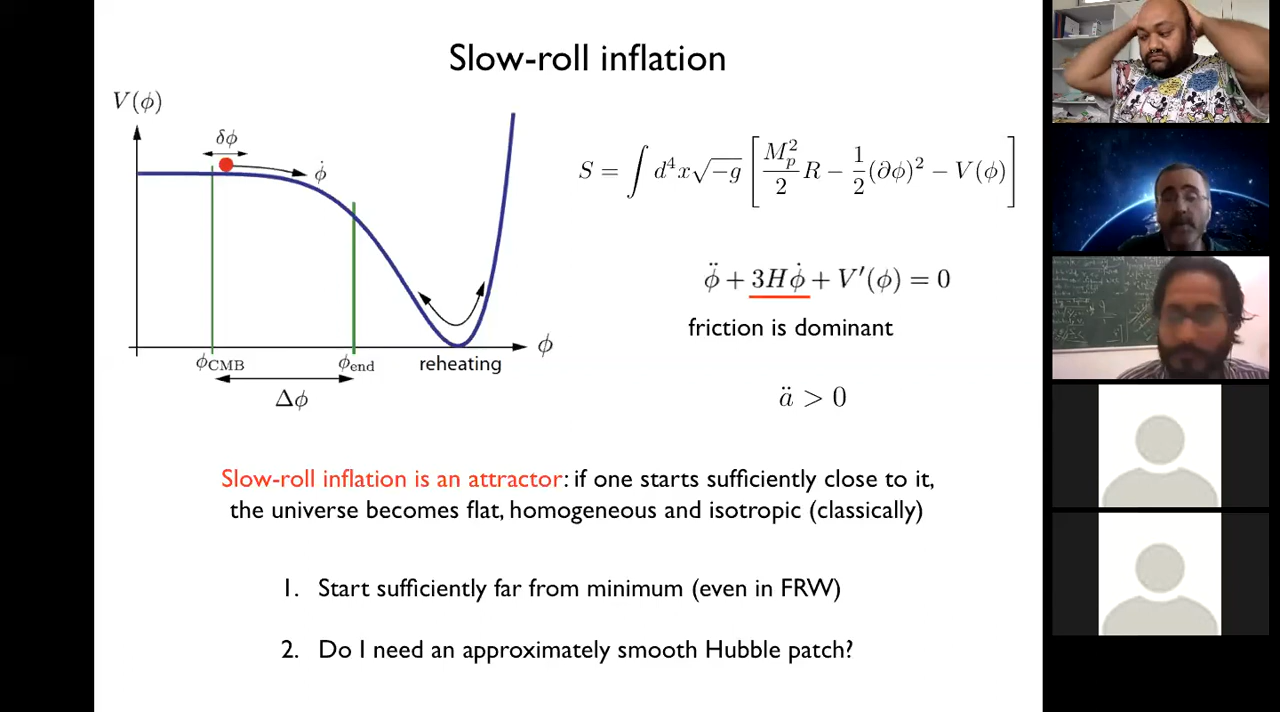 Slow-roll inflation
V(ϕ)
δϕ
ϕ̇
ϕ_CMB
ϕ_end
reheating
ϕ
Δϕ
S = ∫ d⁴x√−g [ M_p²/2 R − 1/2 (∂ϕ)² − V(ϕ) ]
ϕ̈ + 3Hϕ̇ + V′(ϕ) = 0
friction is dominant
ä > 0
Slow-roll inflation is an attractor: if one starts sufficiently close to it,
the universe becomes flat, homogeneous and isotropic (classically)
1. Start sufficiently far from minimum (even in FRW)
2. Do I need an approximately smooth Hubble patch?